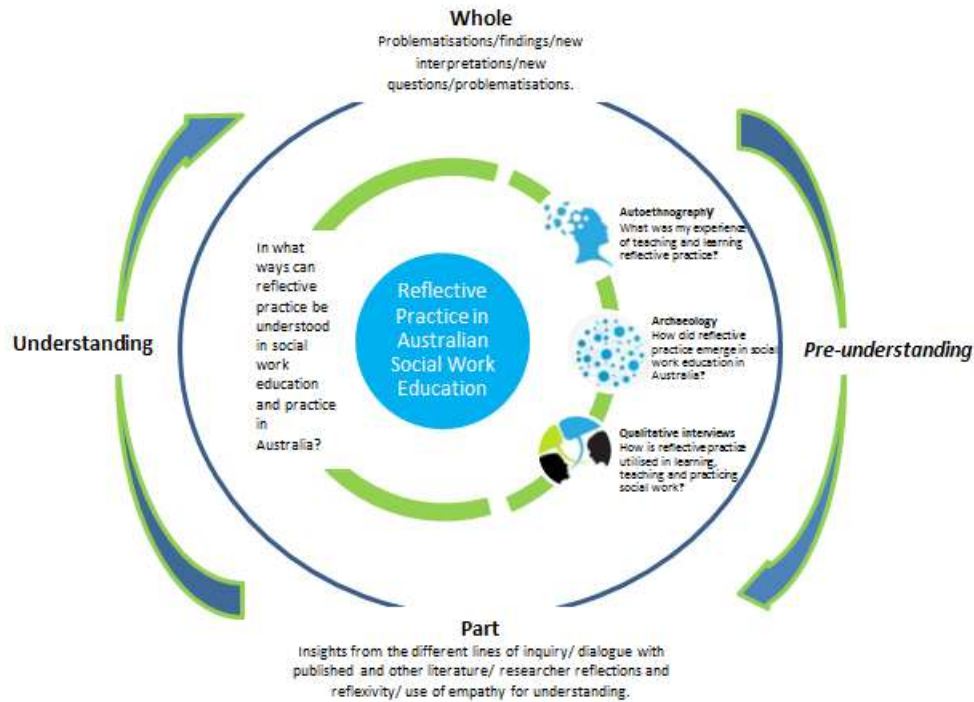 Whole
Problematisations/findings/new
interpretations/new
questions/problematisations.
Autoethnography
What was my experience
of teaching and learning
reflective practice?
In what
ways can
reflective
practice be
understood
in social
work
education
and practice
in
Australia?
Reflective
Practice in
Australian
Social Work
Education
Archaeology
How did reflective
practice emerge in social
work education in
Australia?
Understanding
Pre-understanding
Qualitative interviews
How is reflective practice
utilised in learning,
teaching and practicing
social work?
Part
Insights from the different lines of inquiry/ dialogue with
published and other literature/ researcher reflections and
reflexivity/ use of empathy for understanding.